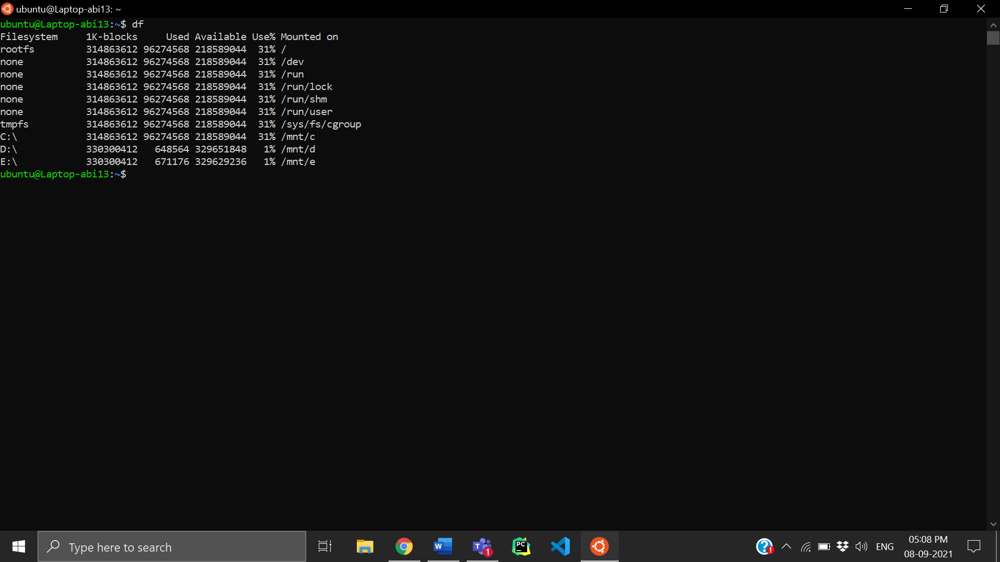 ubuntu@Laptop-abi13: ~
ubuntu@Laptop-abi13:~$ df
Filesystem     1K-blocks     Used Available Use% Mounted on
rootfs         314863612 96274568 218589044  31% /
none           314863612 96274568 218589044  31% /dev
none           314863612 96274568 218589044  31% /run
none           314863612 96274568 218589044  31% /run/lock
none           314863612 96274568 218589044  31% /run/shm
none           314863612 96274568 218589044  31% /run/user
tmpfs          314863612 96274568 218589044  31% /sys/fs/cgroup
C:\            314863612 96274568 218589044  31% /mnt/c
D:\            330300412   648564 329651848   1% /mnt/d
E:\            330300412   671176 329629236   1% /mnt/e
ubuntu@Laptop-abi13:~$
Type here to search
W
T
1
PC
ENG
05:08 PM
08-09-2021